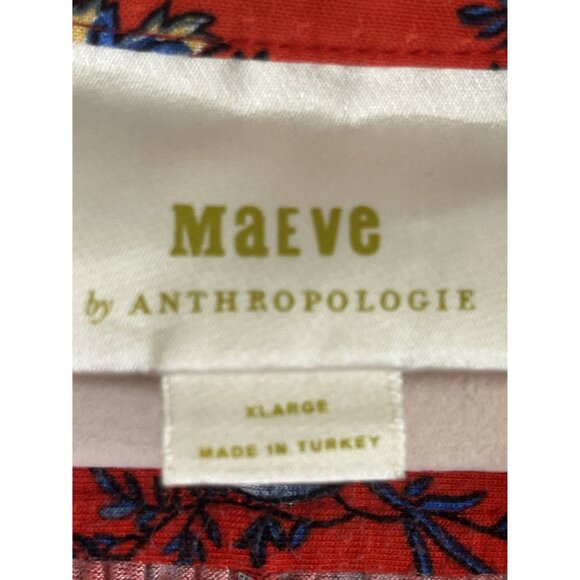 Maeve
by ANTHROPOLOGIE
XLARGE
MADE IN TURKEY